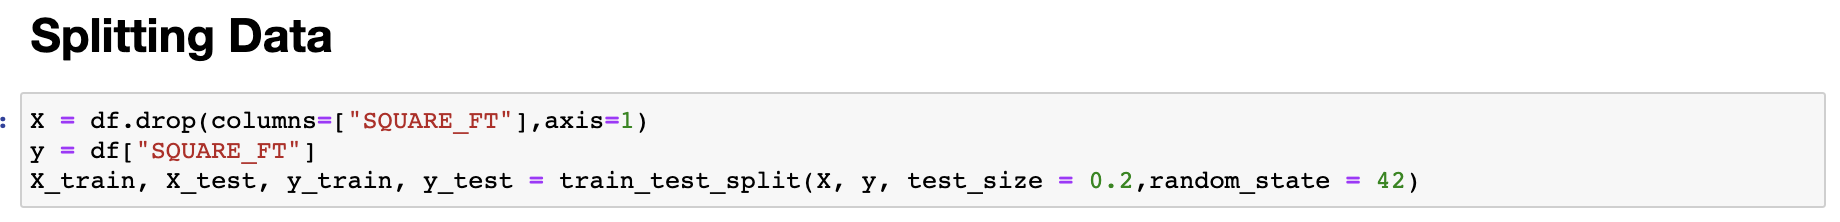 Splitting Data
:
X = df.drop(columns=["SQUARE_FT"],axis=1)
y = df["SQUARE_FT"]
X_train, X_test, y_train, y_test = train_test_split(X, y, test_size = 0.2,random_state = 42)